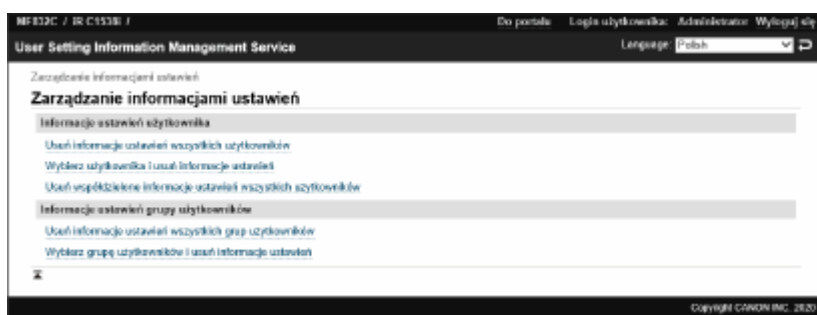 MF832C / iR C1538i /
Do portalu Login użytkownika: Administrator Wyloguj się
User Setting Information Management Service
Language: Polish
Zarządzanie informacjami ustawień
Zarządzanie informacjami ustawień
Informacje ustawień użytkownika
Usuń informacje ustawień wszystkich użytkowników
Wybierz użytkownika i usuń informacje ustawień
Usuń współdzielone informacje ustawień wszystkich użytkowników
Informacje ustawień grupy użytkowników
Usuń informacje ustawień wszystkich grup użytkowników
Wybierz grupę użytkowników i usuń informacje ustawień
Copyright CANON INC. 2020